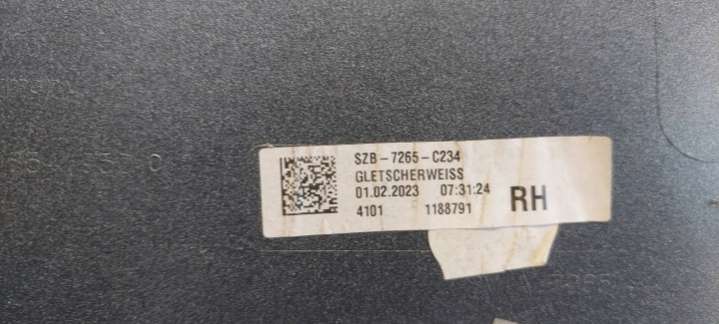 SZB-7265-C234
GLETSCHERWEISS
01.02.2023 07:31:24
4101 1188791
RH